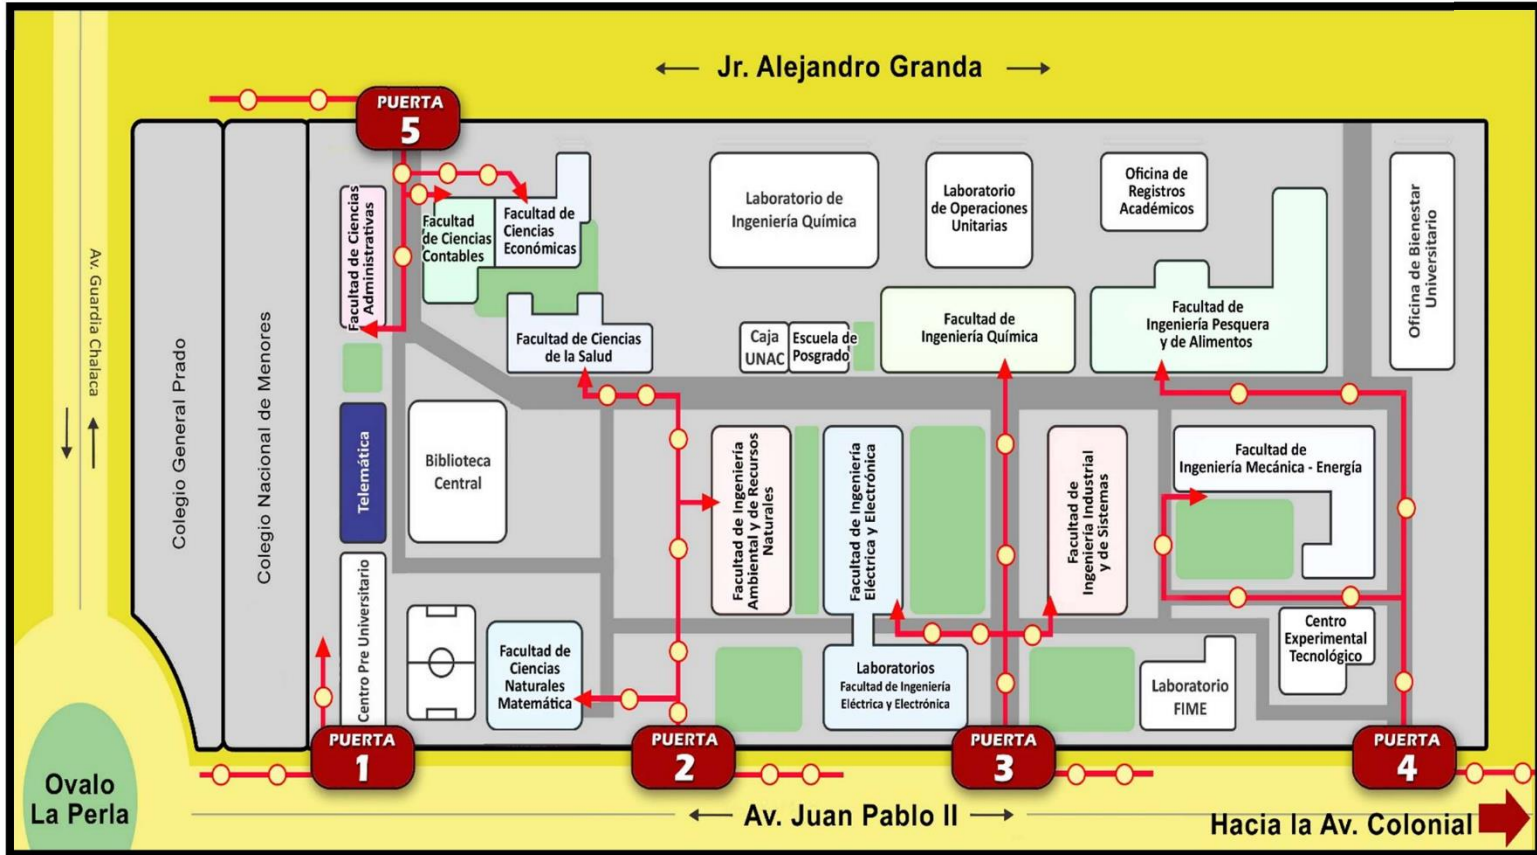 Jr. Alejandro Granda
PUERTA
5
Av. Guardia Chalaca
Colegio General Prado
Colegio Nacional de Menores
Facultad de Ciencias
Administrativas
Facultad
de Ciencias
Contables
Facultad de
Ciencias
Económicas
Laboratorio de
Ingeniería Química
Laboratorio
de Operaciones
Unitarias
Oficina de
Registros
Académicos
Oficina de Bienestar
Universitario
Facultad de Ciencias
de la Salud
Caja
UNAC
Escuela de
Posgrado
Facultad de
Ingeniería Química
Facultad de
Ingeniería Pesquera
y de Alimentos
Telemática
Biblioteca
Central
Facultad de Ingeniería
Ambiental y de Recursos
Naturales
Facultad de Ingeniería
Eléctrica y Electrónica
Facultad de
Ingeniería Industrial
y de Sistemas
Facultad de
Ingeniería Mecánica - Energía
Centro Pre Universitario
Facultad de
Ciencias
Naturales
Matemática
Laboratorios
Facultad de Ingeniería
Eléctrica y Electrónica
Laboratorio
FIME
Centro
Experimental
Tecnológico
PUERTA
1
PUERTA
2
PUERTA
3
PUERTA
4
Ovalo
La Perla
Av. Juan Pablo II
Hacia la Av. Colonial